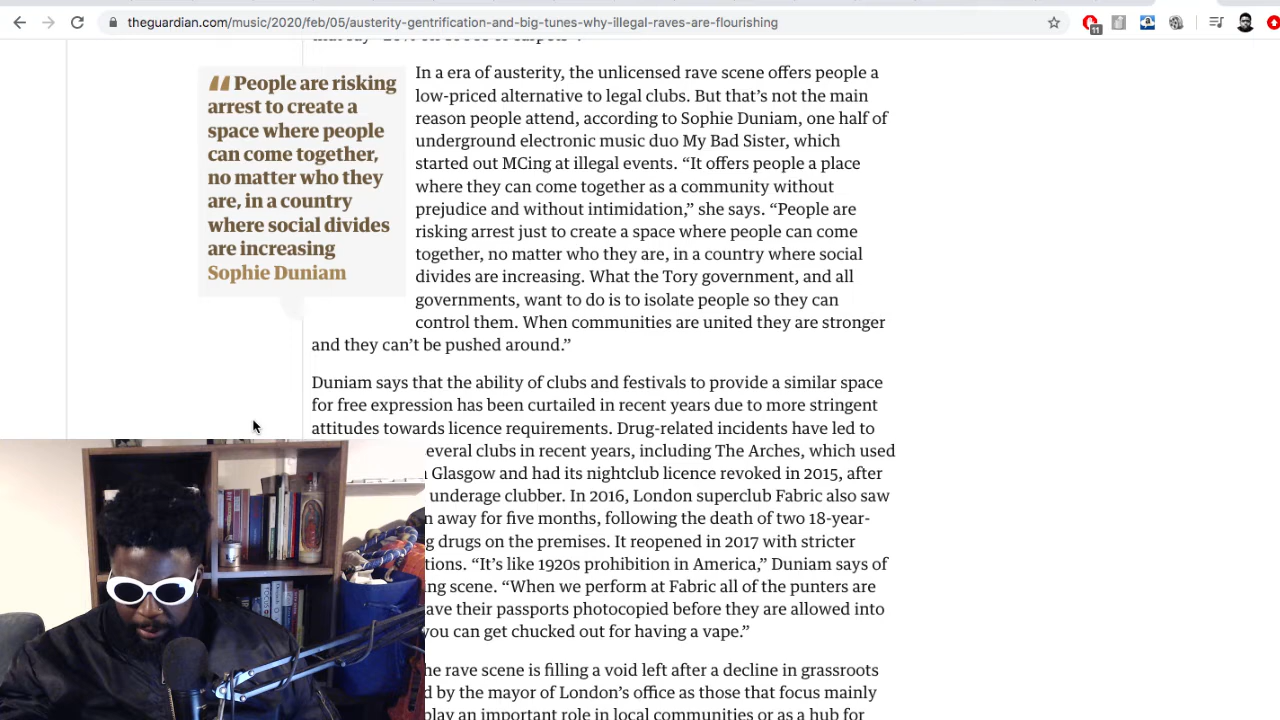 theguardian.com/music/2020/feb/05/austerity-gentrification-and-big-tunes-why-illegal-raves-are-flourishing
11
People are risking
arrest to create a
space where people
can come together,
no matter who they
are, in a country
where social divides
are increasing
Sophie Duniam
In a era of austerity, the unlicensed rave scene offers people a
low-priced alternative to legal clubs. But that’s not the main
reason people attend, according to Sophie Duniam, one half of
underground electronic music duo My Bad Sister, which
started out MCing at illegal events. “It offers people a place
where they can come together as a community without
prejudice and without intimidation,” she says. “People are
risking arrest just to create a space where people can come
together, no matter who they are, in a country where social
divides are increasing. What the Tory government, and all
governments, want to do is to isolate people so they can
control them. When communities are united they are stronger
and they can’t be pushed around.”
Duniam says that the ability of clubs and festivals to provide a similar space
for free expression has been curtailed in recent years due to more stringent
attitudes towards licence requirements. Drug-related incidents have led to
everal clubs in recent years, including The Arches, which used
Glasgow and had its nightclub licence revoked in 2015, after
underage clubber. In 2016, London superclub Fabric also saw
away for five months, following the death of two 18-year-
g drugs on the premises. It reopened in 2017 with stricter
tions. “It’s like 1920s prohibition in America,” Duniam says of
ng scene. “When we perform at Fabric all of the punters are
ave their passports photocopied before they are allowed into
you can get chucked out for having a vape.”
he rave scene is filling a void left after a decline in grassroots
d by the mayor of London’s office as those that focus mainly
play an important role in local communities or as a hub for